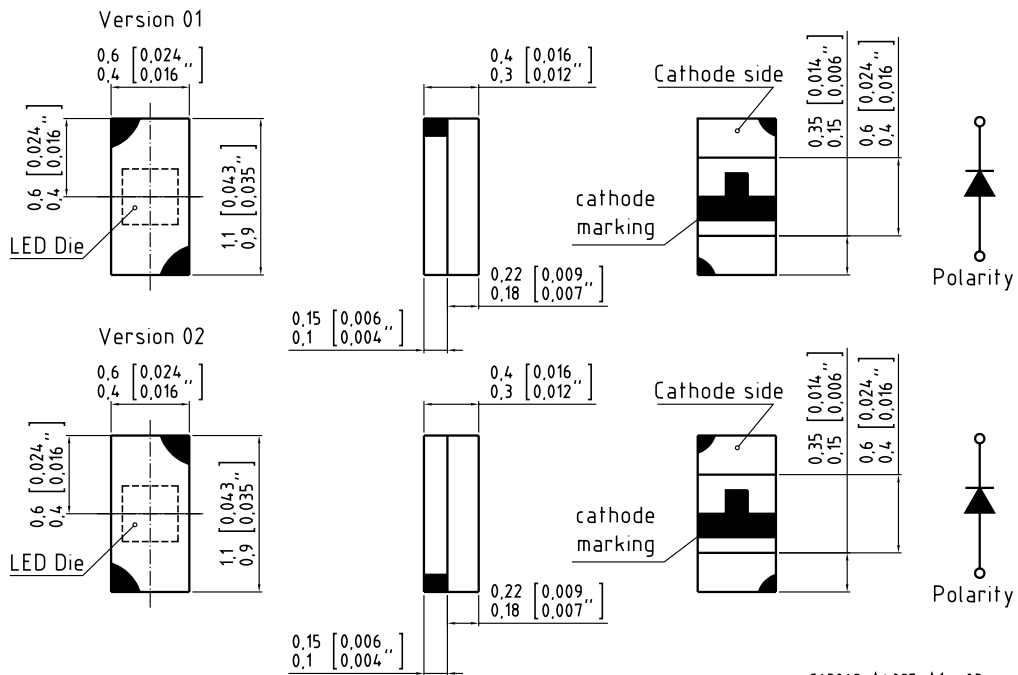 Version 01
0,6 [0,024
0,4 [0,016 ,,]
0,4 [0,016
0,3 [0,012 ,,]
Cathode side
0,35 [0,014
0,15 [0,006 ,,]
0,6 [0,024
0,4 [0,016 ,,]
0,6 [0,024
0,4 [0,016 ,,]
1,1 [0,043
0,9 [0,035 ,,]
LED Die
cathode
marking
Polarity
0,22 [0,009
0,18 [0,007 ,,]
0,15 [0,006
0,1 [0,004 ,,]
Version 02
0,6 [0,024
0,4 [0,016 ,,]
0,4 [0,016
0,3 [0,012 ,,]
Cathode side
0,35 [0,014
0,15 [0,006 ,,]
0,6 [0,024
0,4 [0,016 ,,]
0,6 [0,024
0,4 [0,016 ,,]
1,1 [0,043
0,9 [0,035 ,,]
LED Die
cathode
marking
Polarity
0,22 [0,009
0,18 [0,007 ,,]
0,15 [0,006
0,1 [0,004 ,,]